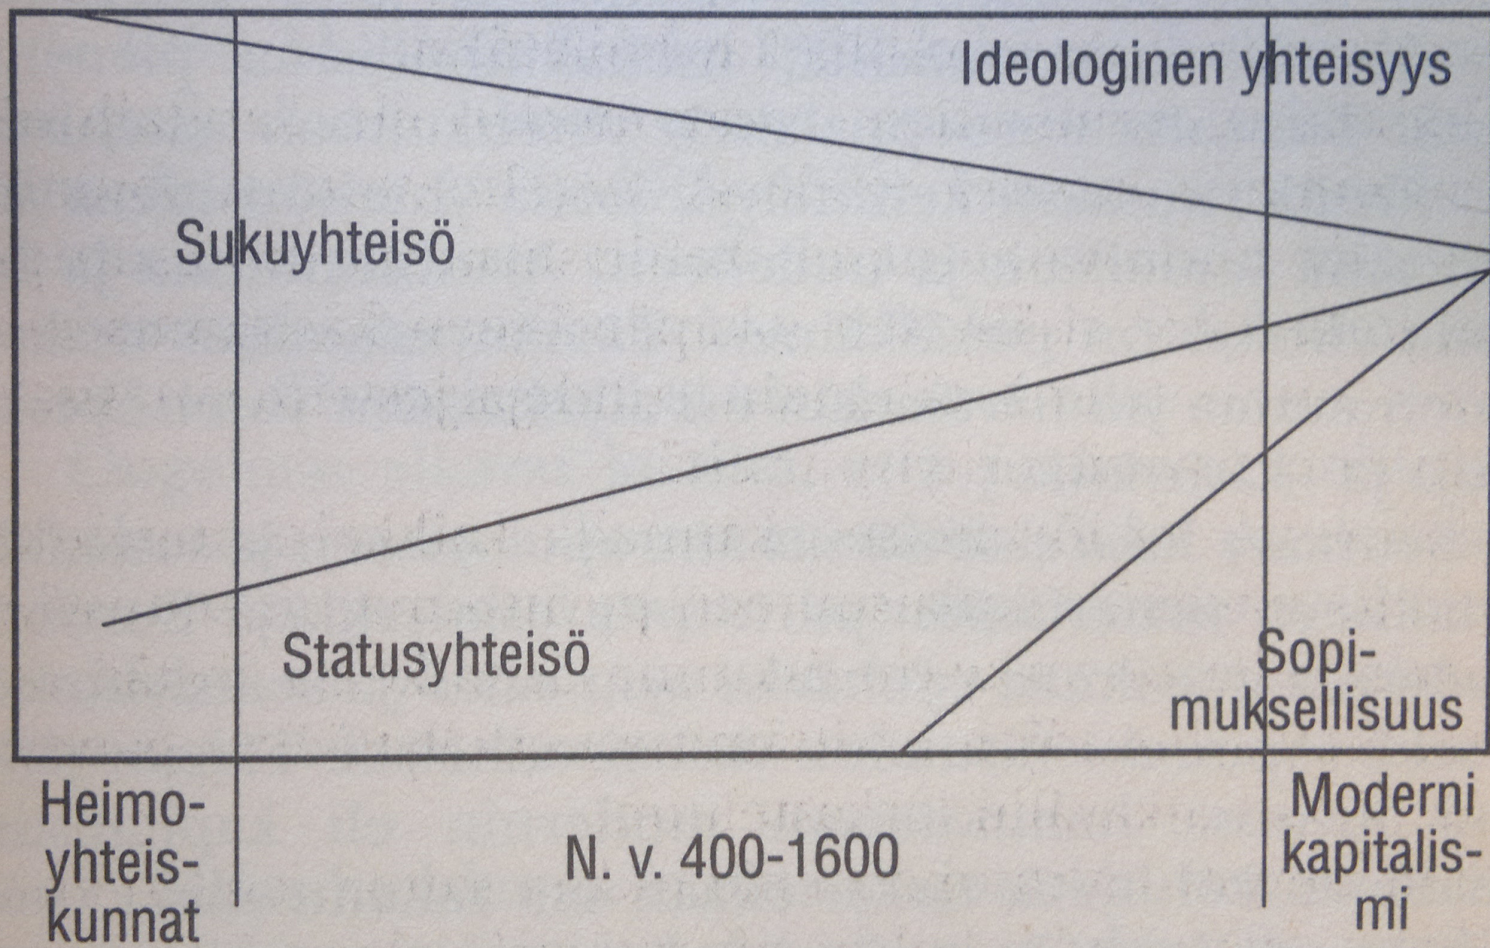 Ideologinen yhteisyys
Sukuyhteisö
Statusyhteisö
Sopi-
muksellisuus
Heimo-
yhteis-
kunnat
N. v. 400-1600
Moderni
kapitalis-
mi